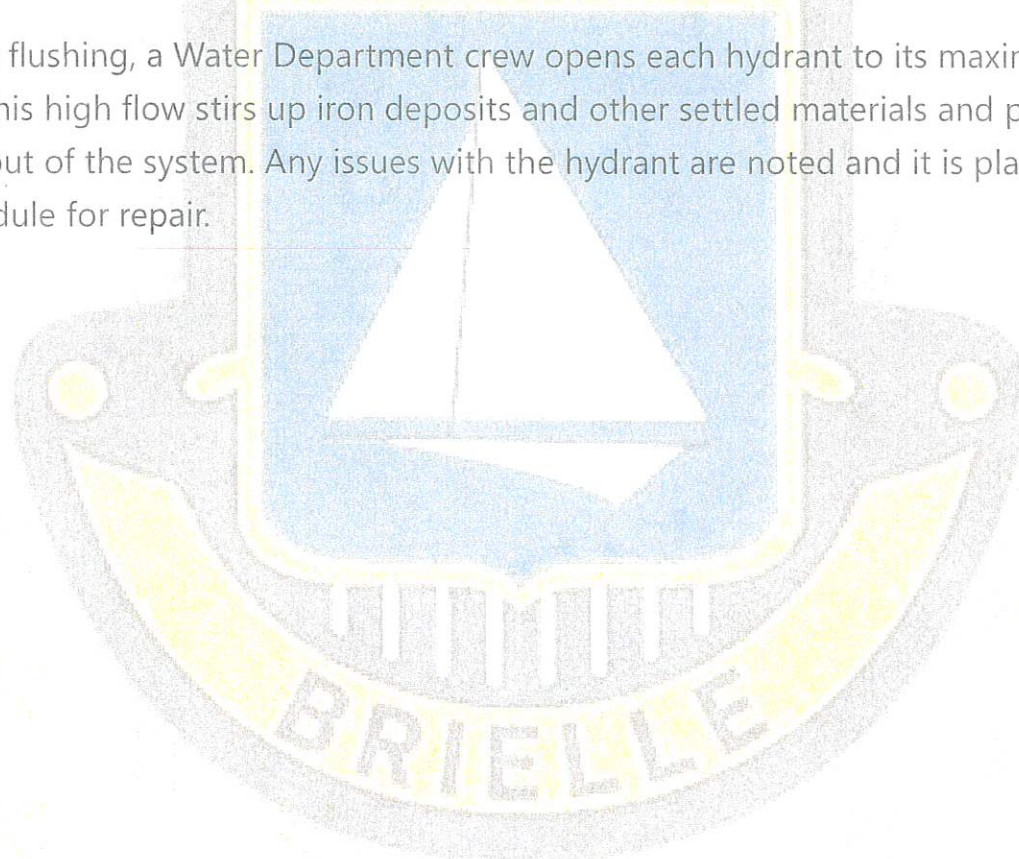 flushing, a Water Department crew opens each hydrant to its maxin
his high flow stirs up iron deposits and other settled materials and p
out of the system. Any issues with the hydrant are noted and it is pla
dule for repair.
BRIELLE